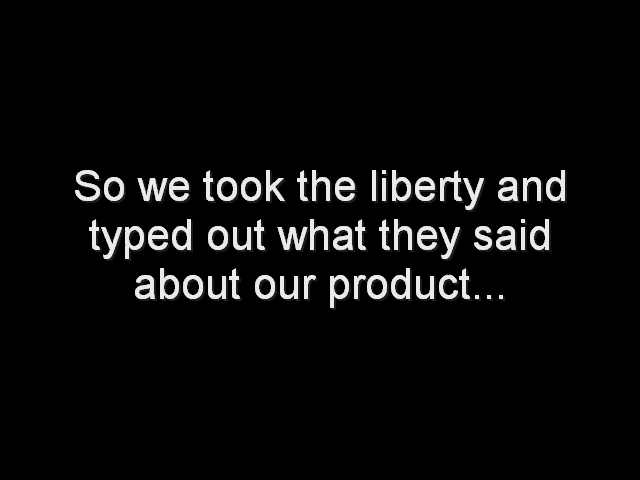 So we took the liberty and
typed out what they said
about our product...